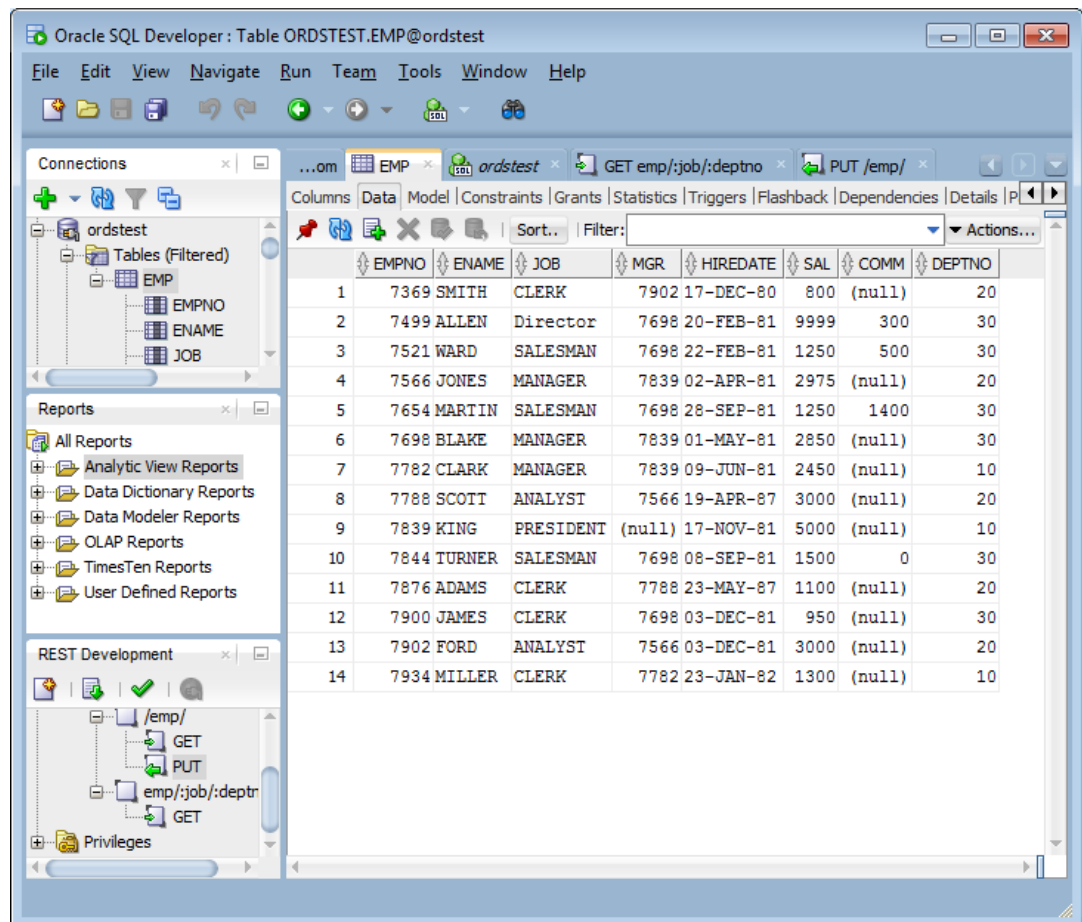 Oracle SQL Developer : Table ORDSTEST.EMP@ordstest
File Edit View Navigate Run Team Tools Window Help
Connections
ordstest
Tables (Filtered)
EMP
EMPNO
ENAME
JOB
Reports
All Reports
Analytic View Reports
Data Dictionary Reports
Data Modeler Reports
OLAP Reports
TimesTen Reports
User Defined Reports
REST Development
/emp/
GET
PUT
emp/:job/:deptn
GET
Privileges
...om EMP ordstest GET emp/:job/:deptno PUT /emp/
Columns Data Model Constraints Grants Statistics Triggers Flashback Dependencies Details P
Sort.. Filter: Actions...
EMPNO ENAME JOB MGR HIREDATE SAL COMM DEPTNO
1 7369 SMITH CLERK 7902 17-DEC-80 800 (null) 20
2 7499 ALLEN Director 7698 20-FEB-81 9999 300 30
3 7521 WARD SALESMAN 7698 22-FEB-81 1250 500 30
4 7566 JONES MANAGER 7839 02-APR-81 2975 (null) 20
5 7654 MARTIN SALESMAN 7698 28-SEP-81 1250 1400 30
6 7698 BLAKE MANAGER 7839 01-MAY-81 2850 (null) 30
7 7782 CLARK MANAGER 7839 09-JUN-81 2450 (null) 10
8 7788 SCOTT ANALYST 7566 19-APR-87 3000 (null) 20
9 7839 KING PRESIDENT (null) 17-NOV-81 5000 (null) 10
10 7844 TURNER SALESMAN 7698 08-SEP-81 1500 0 30
11 7876 ADAMS CLERK 7788 23-MAY-87 1100 (null) 20
12 7900 JAMES CLERK 7698 03-DEC-81 950 (null) 30
13 7902 FORD ANALYST 7566 03-DEC-81 3000 (null) 20
14 7934 MILLER CLERK 7782 23-JAN-82 1300 (null) 10